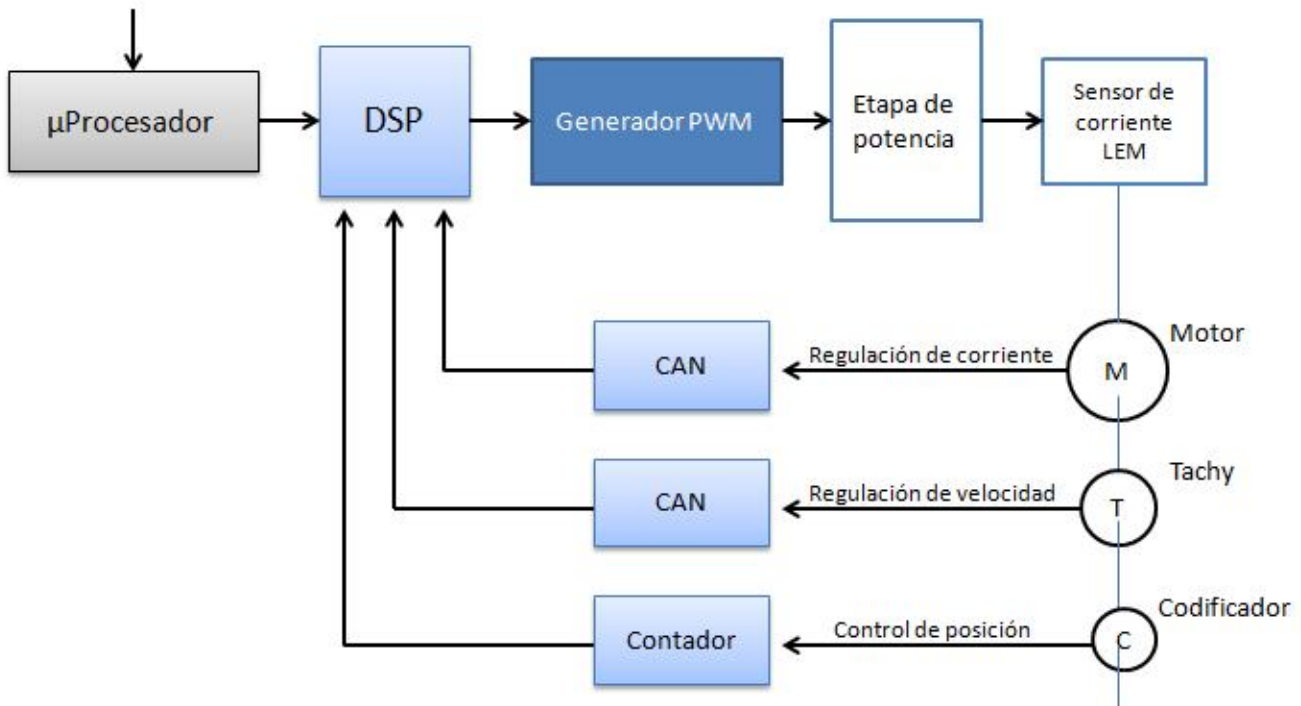 µProcesador
DSP
Generador PWM
Etapa de
potencia
Sensor de
corriente
LEM
Motor
CAN
Regulación de corriente
M
Tachy
CAN
Regulación de velocidad
T
Codificador
Contador
Control de posición
C